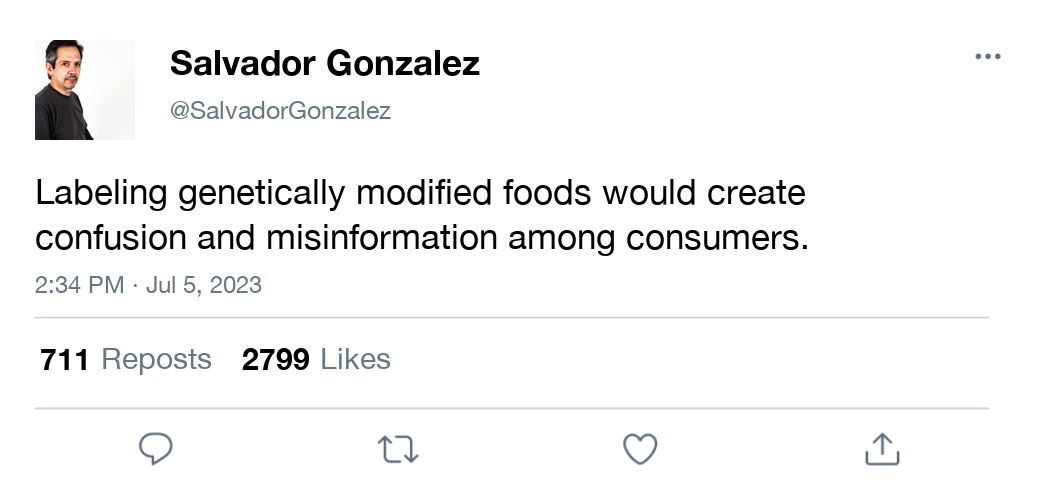 Salvador Gonzalez
@SalvadorGonzalez
Labeling genetically modified foods would create
confusion and misinformation among consumers.
2:34 PM · Jul 5, 2023
711 Reposts 2799 Likes